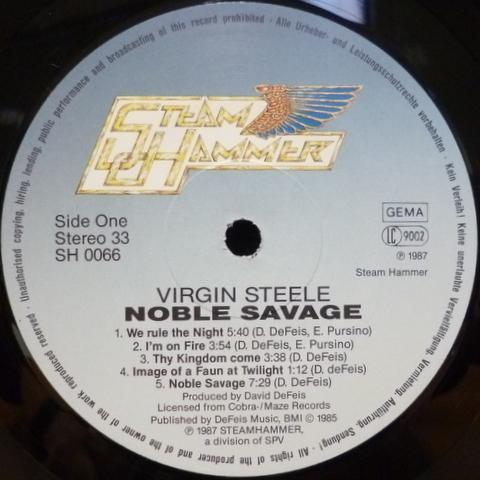 STEAM
HAMMER
Side One
Stereo 33
SH 0066
GEMA
LC 9002
℗ 1987
Steam Hammer
VIRGIN STEELE
NOBLE SAVAGE
1. We rule the Night 5:40 (D. DeFeis, E. Pursino)
2. I'm on Fire 3:54 (D. DeFeis, E. Pursino)
3. Thy Kingdom come 3:38 (D. DeFeis)
4. Image of a Faun at Twilight 1:12 (D. deFeis)
5. Noble Savage 7:29 (D. DeFeis)
Produced by David DeFeis
Licensed from Cobra-/Maze Records
Published by DeFeis Music, BMI © 1985
℗ 1987 STEAMHAMMER,
a division of SPV
· All rights of the producer and of the owner of the work reproduced reserved · Unauthorised copying, hiring, lending, public performance and broadcasting of this record prohibited · Alle Urheber- und Leistungsschutzrechte vorbehalten · Kein Verleih! Keine unerlaubte Vervielfältigung, Vermietung, Aufführung, Sendung!